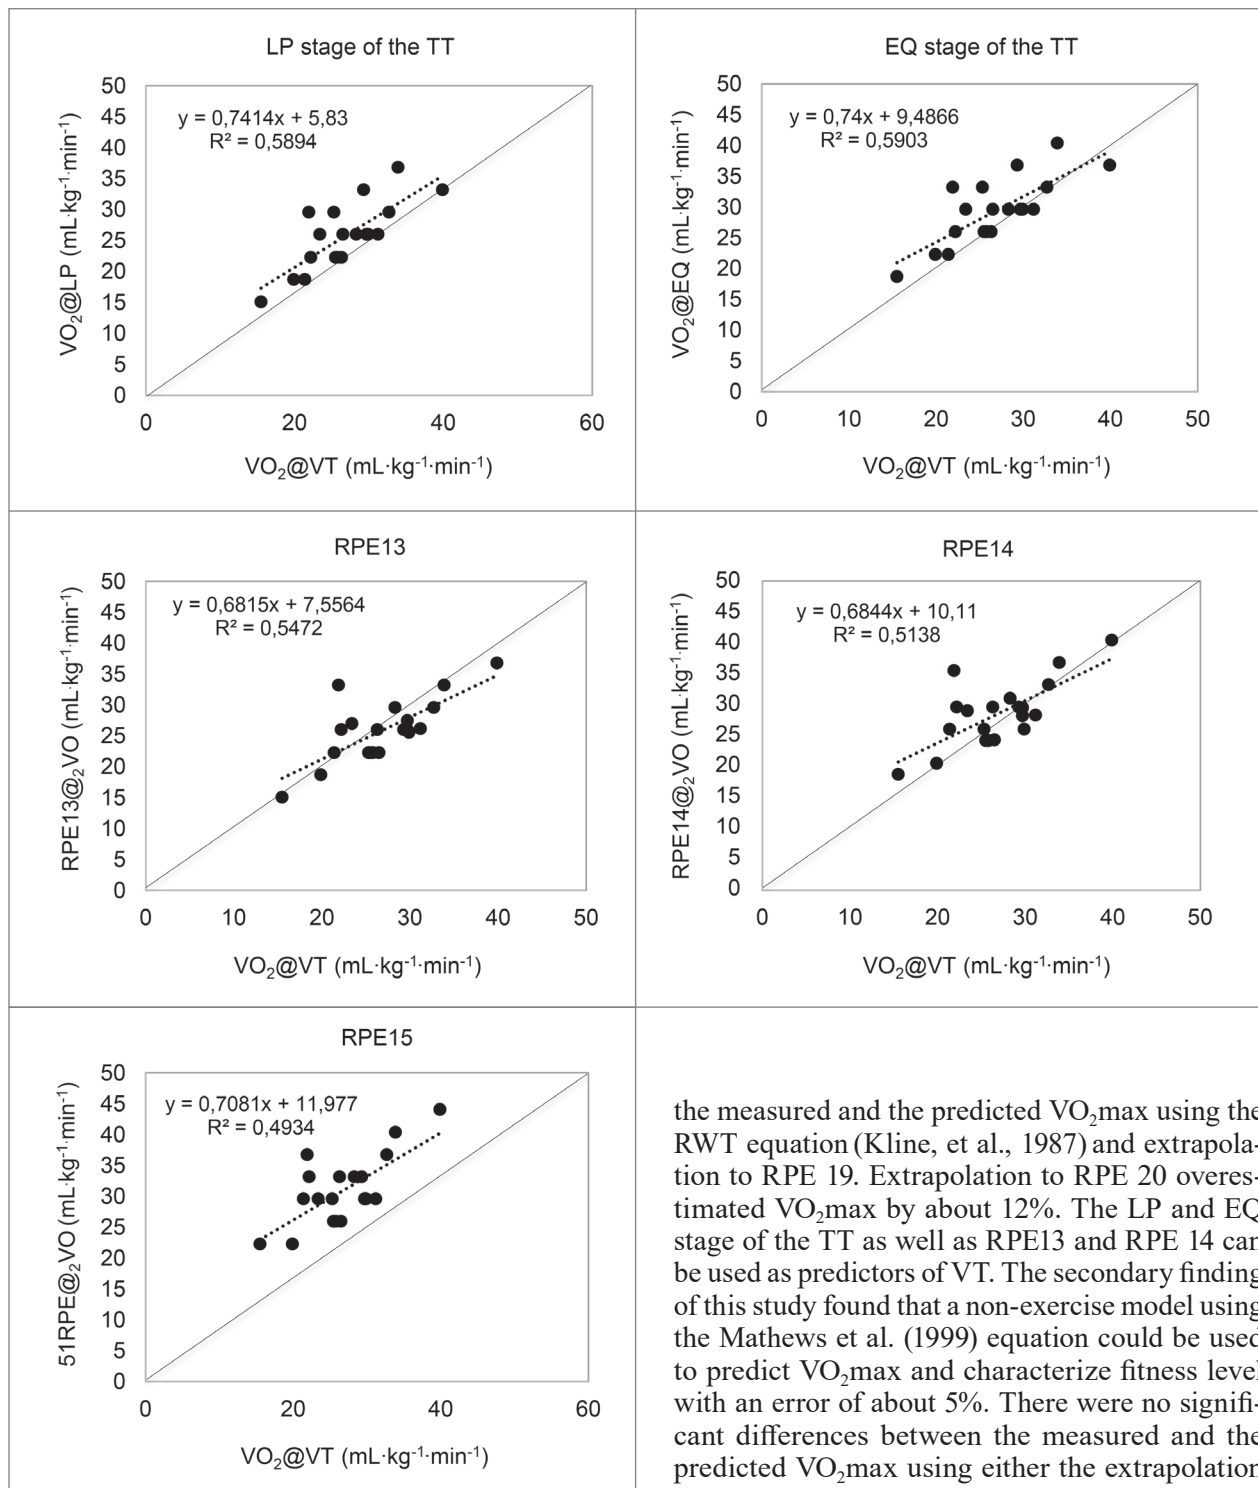 LP stage of the TT
y = 0,7414x + 5,83
R² = 0,5894
VO₂@LP (mL·kg⁻¹·min⁻¹)
50
45
40
35
30
25
20
15
10
5
0
0 20 40 60
VO₂@VT (mL·kg⁻¹·min⁻¹)
EQ stage of the TT
y = 0,74x + 9,4866
R² = 0,5903
VO₂@EQ (mL·kg⁻¹·min⁻¹)
50
45
40
35
30
25
20
15
10
5
0
0 10 20 30 40 50
VO₂@VT (mL·kg⁻¹·min⁻¹)
RPE13
y = 0,6815x + 7,5564
R² = 0,5472
RPE13@₂VO (mL·kg⁻¹·min⁻¹)
50
45
40
35
30
25
20
15
10
5
0
0 10 20 30 40 50
VO₂@VT (mL·kg⁻¹·min⁻¹)
RPE14
y = 0,6844x + 10,11
R² = 0,5138
RPE14@₂VO (mL·kg⁻¹·min⁻¹)
50
45
40
35
30
25
20
15
10
5
0
0 10 20 30 40 50
VO₂@VT (mL·kg⁻¹·min⁻¹)
RPE15
y = 0,7081x + 11,977
R² = 0,4934
51RPE@₂VO (mL·kg⁻¹·min⁻¹)
50
45
40
35
30
25
20
15
10
5
0
0 20 40 60
VO₂@VT (mL·kg⁻¹·min⁻¹)
the measured and the predicted VO₂max using the
RWT equation (Kline, et al., 1987) and extrapola-
tion to RPE 19. Extrapolation to RPE 20 overes-
timated VO₂max by about 12%. The LP and EQ
stage of the TT as well as RPE13 and RPE 14 can
be used as predictors of VT. The secondary finding
of this study found that a non-exercise model using
the Mathews et al. (1999) equation could be used
to predict VO₂max and characterize fitness level
with an error of about 5%. There were no signifi-
cant differences between the measured and the
predicted VO₂max using either the extrapolation